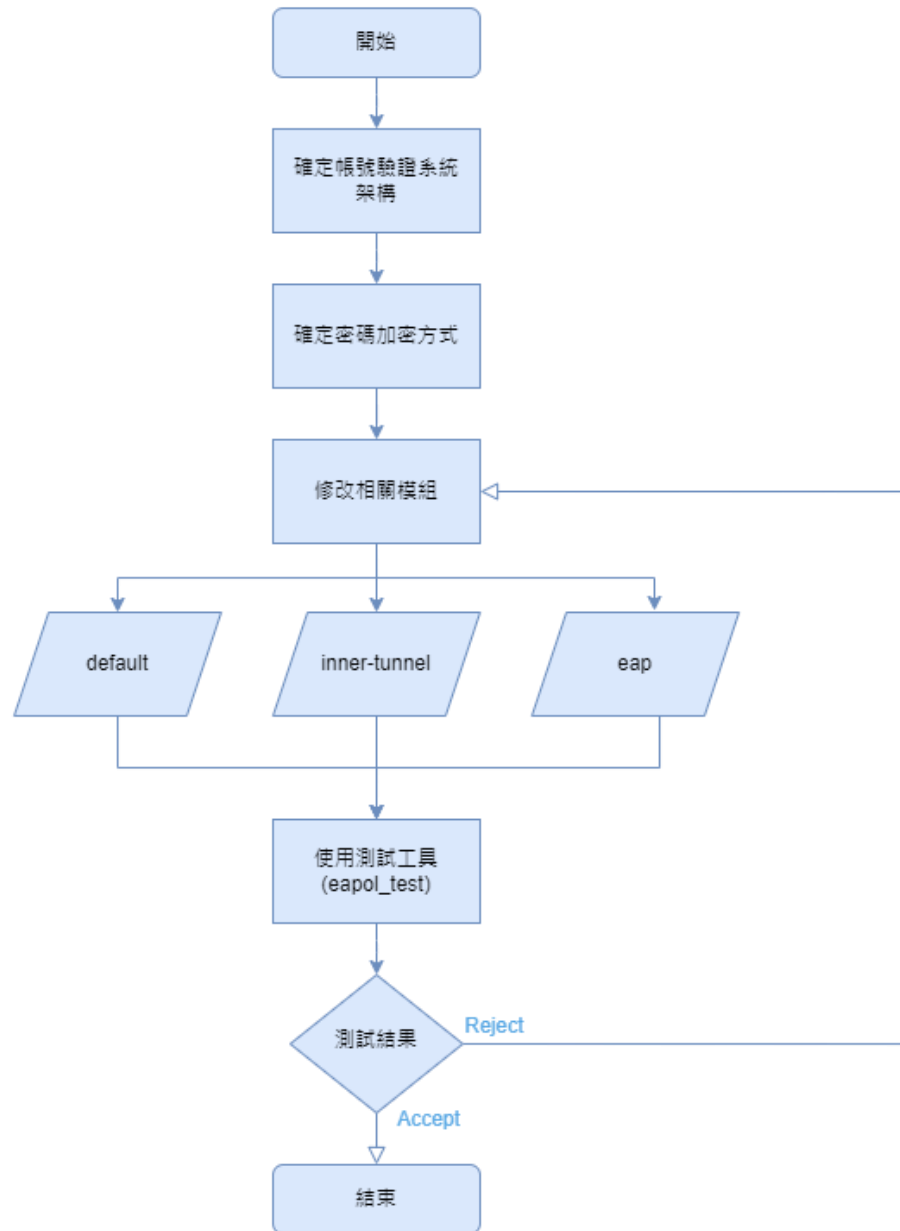 開始
確定帳號驗證系統
架構
確定密碼加密方式
修改相關模組
default
inner-tunnel
eap
使用測試工具
(eapol_test)
測試結果
Reject
Accept
結束